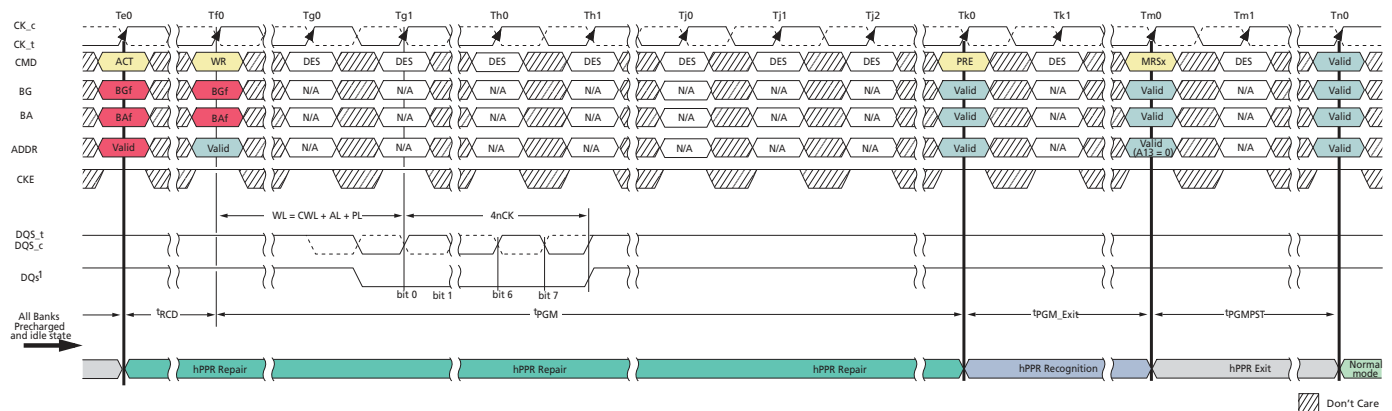 Te0 Tf0 Tg0 Tg1 Th0 Th1 Tj0 Tj1 Tj2 Tk0 Tk1 Tm0 Tm1 Tn0
CK_c
CK_t
CMD ACT WR DES DES DES DES DES DES DES PRE DES MRSx DES Valid
BG BGf BGf N/A N/A N/A N/A N/A N/A N/A Valid N/A Valid N/A Valid
BA BAf BAf N/A N/A N/A N/A N/A N/A N/A Valid N/A Valid N/A Valid
ADDR Valid Valid N/A N/A N/A N/A N/A N/A N/A Valid N/A Valid (A13 = 0) N/A Valid
CKE
WL = CWL + AL + PL 4nCK
DQS_t
DQS_c
DQs1
bit 0 bit 1 bit 6 bit 7
All Banks
Precharged
and idle state
tRCD tPGM tPGM_Exit tPGMPST
hPPR Repair hPPR Repair hPPR Repair hPPR Recognition hPPR Exit Normal mode
Don't Care